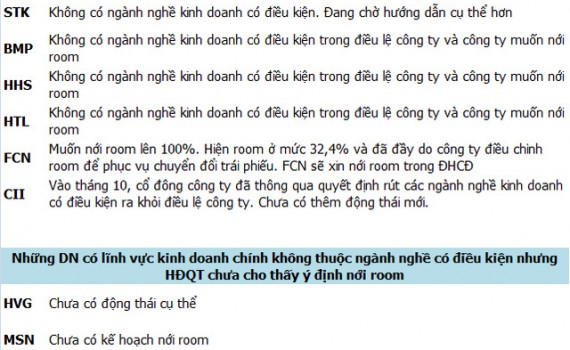 STK Không có ngành nghề kinh doanh có điều kiện. Đang chờ hướng dẫn cụ thể hơn
BMP Không có ngành nghề kinh doanh có điều kiện trong điều lệ công ty và công ty muốn nới
room
HHS Không có ngành nghề kinh doanh có điều kiện trong điều lệ công ty và công ty muốn nới
room
HTL Không có ngành nghề kinh doanh có điều kiện trong điều lệ công ty và công ty muốn nới
room
FCN Muốn nới room lên 100%. Hiện room ở mức 32,4% và đã đầy do công ty điều chỉnh
room để phục vụ chuyển đổi trái phiếu. FCN sẽ xin nới room trong ĐHCĐ
CII Vào tháng 10, cổ đông công ty đã thông qua quyết định rút các ngành nghề kinh doanh
có điều kiện ra khỏi điều lệ công ty. Chưa có thêm động thái mới.
Những DN có lĩnh vực kinh doanh chính không thuộc ngành nghề có điều kiện nhưng
HĐQT chưa cho thấy ý định nới room
HVG Chưa có động thái cụ thể
MSN Chưa có kế hoạch nới room